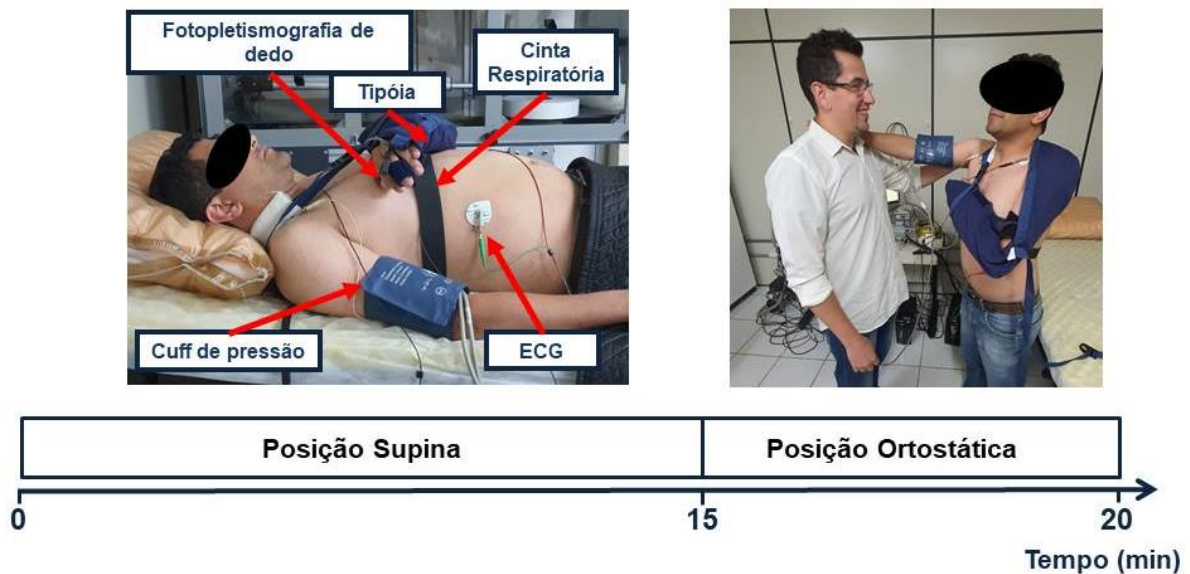 Fotopletismografia de
dedo
Cinta
Respiratória
Tipóia
Cuff de pressão
ECG
Posição Supina
Posição Ortostática
0
15
20
Tempo (min)